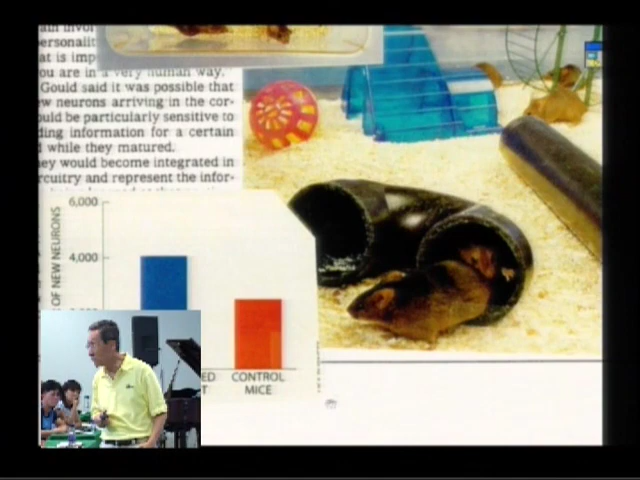 personalit
at is imp
ou are in a very human way.
Gould said it was possible that
ew neurons arriving in the cor-
ould be particularly sensitive to
ding information for a certain
d while they matured.
hey would become integrated in
rcuitry and represent the infor-
6,000
4,000
OF NEW NEURONS
ED
T
CONTROL
MICE